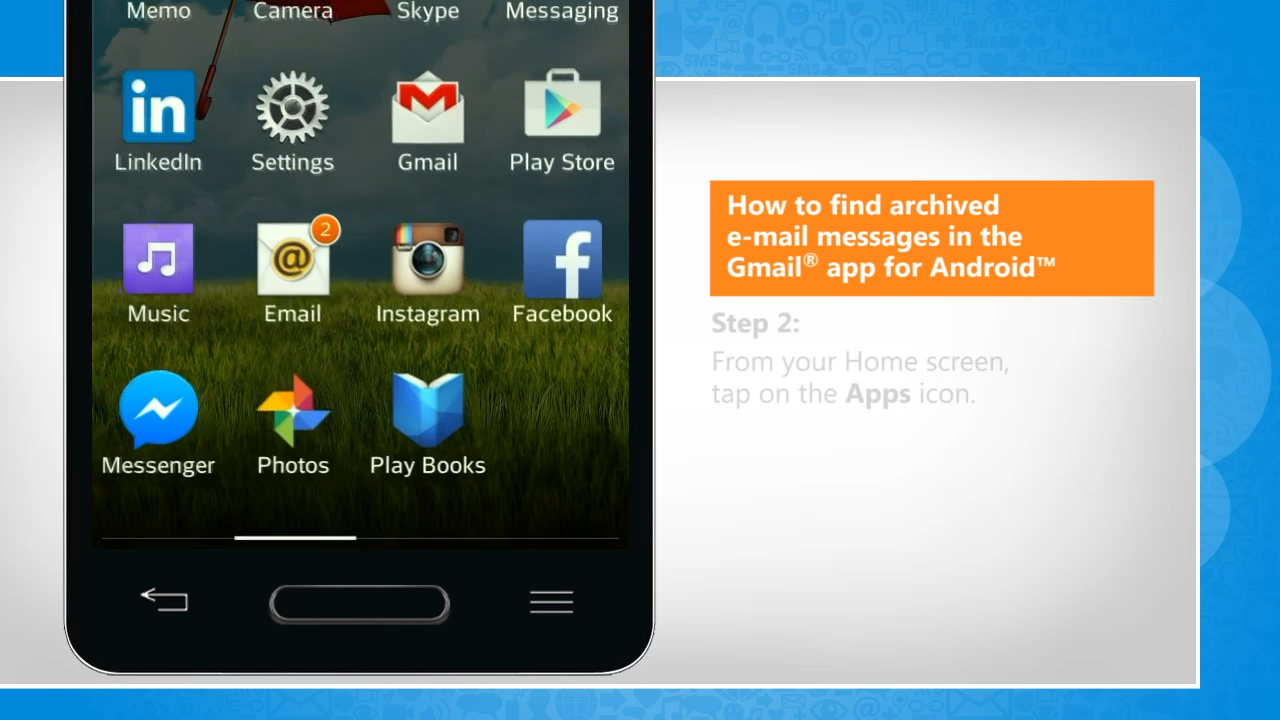 Memo Camera Skype Messaging
LinkedIn Settings Gmail Play Store
2
Music Email Instagram Facebook
Messenger Photos Play Books
How to find archived
e-mail messages in the
Gmail® app for Android™
Step 2:
From your Home screen,
tap on the Apps icon.